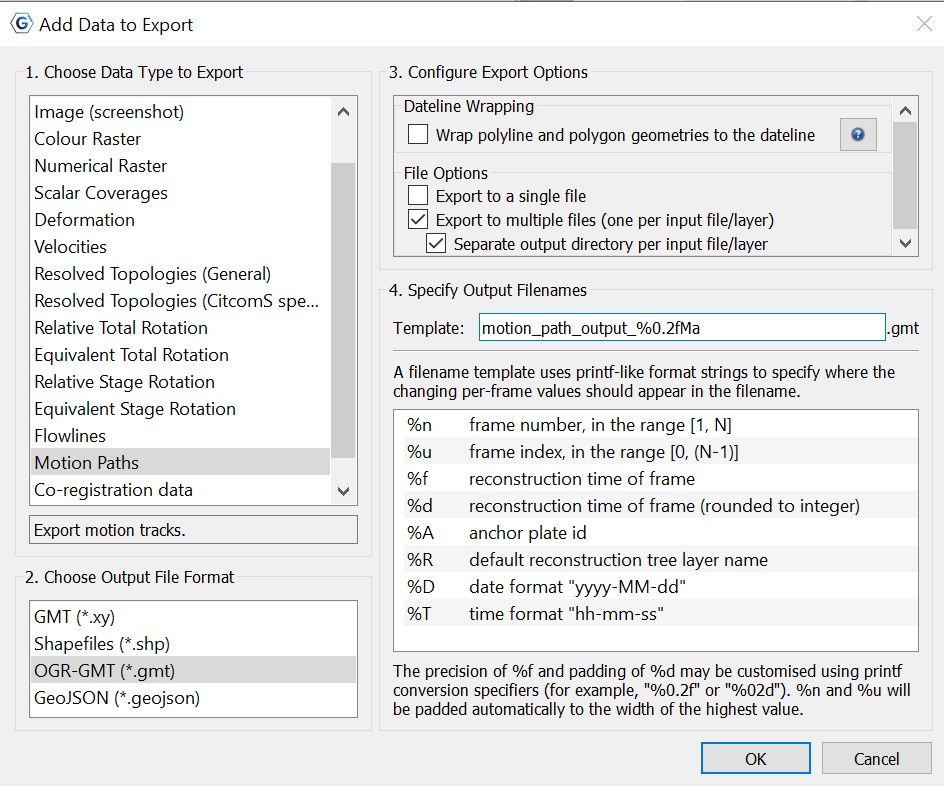 Add Data to Export
1. Choose Data Type to Export
Image (screenshot)
Colour Raster
Numerical Raster
Scalar Coverages
Deformation
Velocities
Resolved Topologies (General)
Resolved Topologies (CitcomS spe...
Relative Total Rotation
Equivalent Total Rotation
Relative Stage Rotation
Equivalent Stage Rotation
Flowlines
Motion Paths
Co-registration data
Export motion tracks.
2. Choose Output File Format
GMT (*.xy)
Shapefiles (*.shp)
OGR-GMT (*.gmt)
GeoJSON (*.geojson)
3. Configure Export Options
Dateline Wrapping
Wrap polyline and polygon geometries to the dateline
?
File Options
Export to a single file
Export to multiple files (one per input file/layer)
Separate output directory per input file/layer
4. Specify Output Filenames
Template: motion_path_output_%0.2fMa .gmt
A filename template uses printf-like format strings to specify where the
changing per-frame values should appear in the filename.
%n frame number, in the range [1, N]
%u frame index, in the range [0, (N-1)]
%f reconstruction time of frame
%d reconstruction time of frame (rounded to integer)
%A anchor plate id
%R default reconstruction tree layer name
%D date format "yyyy-MM-dd"
%T time format "hh-mm-ss"
The precision of %f and padding of %d may be customised using printf
conversion specifiers (for example, "%0.2f" or "%02d"). %n and %u will
be padded automatically to the width of the highest value.
OK Cancel